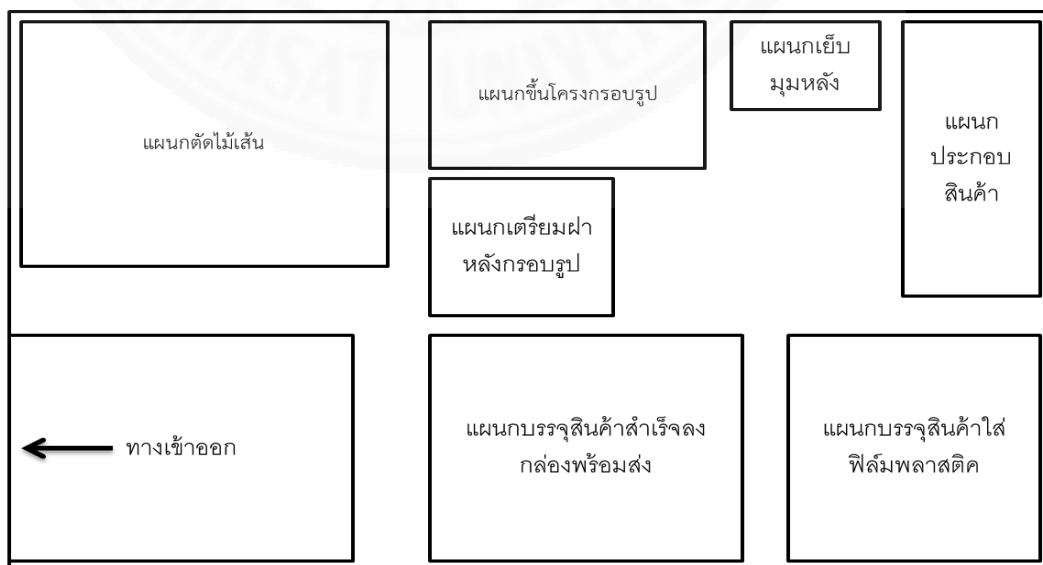 แผนกตัดไม้เส้น
แผนกขึ้นโครงกรอบรูป
แผนกเย็บ
มุมหลัง
แผนก
ประกอบ
สินค้า
แผนกเตรียมฝา
หลังกรอบรูป
ทางเข้าออก
แผนกบรรจุสินค้าสำเร็จลง
กล่องพร้อมส่ง
แผนกบรรจุสินค้าใส่
ฟิล์มพลาสติค